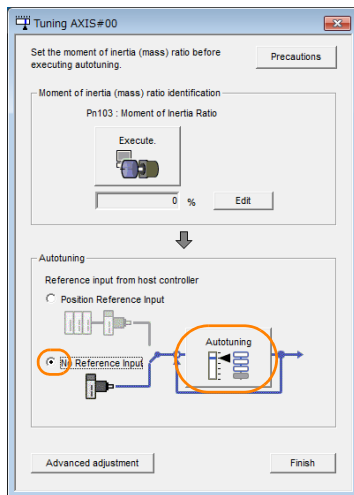 Tuning AXIS#00
Set the moment of inertia (mass) ratio before
executing autotuning.
Precautions
Moment of inertia (mass) ratio identification
Pn103 : Moment of Inertia Ratio
Execute.
0 % Edit
Autotuning
Reference input from host controller
Position Reference Input
No Reference Input
Autotuning
Advanced adjustment
Finish